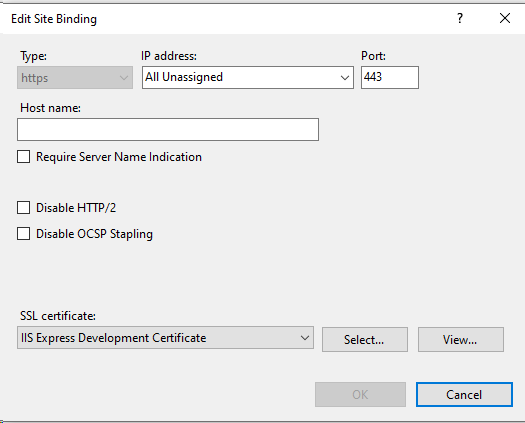 Edit Site Binding
?
Type:
IP address:
Port:
https
All Unassigned
443
Host name:
Require Server Name Indication
Disable HTTP/2
Disable OCSP Stapling
SSL certificate:
IIS Express Development Certificate
Select...
View...
OK
Cancel